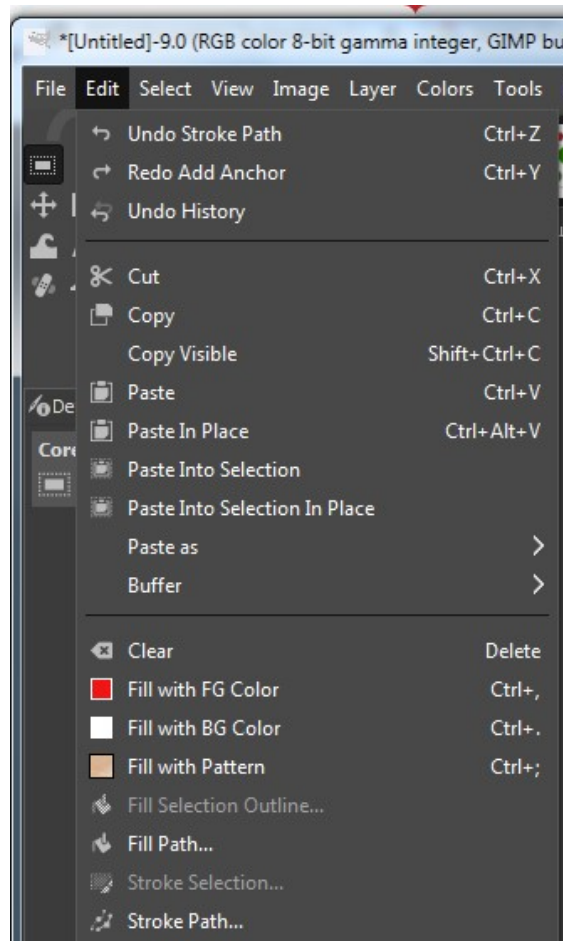 *[Untitled]-9.0 (RGB color 8-bit gamma integer, GIMP bu
File Edit Select View Image Layer Colors Tools
Undo Stroke Path Ctrl+Z
Redo Add Anchor Ctrl+Y
Undo History
Cut Ctrl+X
Copy Ctrl+C
Copy Visible Shift+Ctrl+C
Paste Ctrl+V
De
Paste In Place Ctrl+Alt+V
Core
Paste Into Selection
Paste Into Selection In Place
Paste as
Buffer
Clear Delete
Fill with FG Color Ctrl+,
Fill with BG Color Ctrl+.
Fill with Pattern Ctrl+;
Fill Selection Outline...
Fill Path...
Stroke Selection...
Stroke Path...